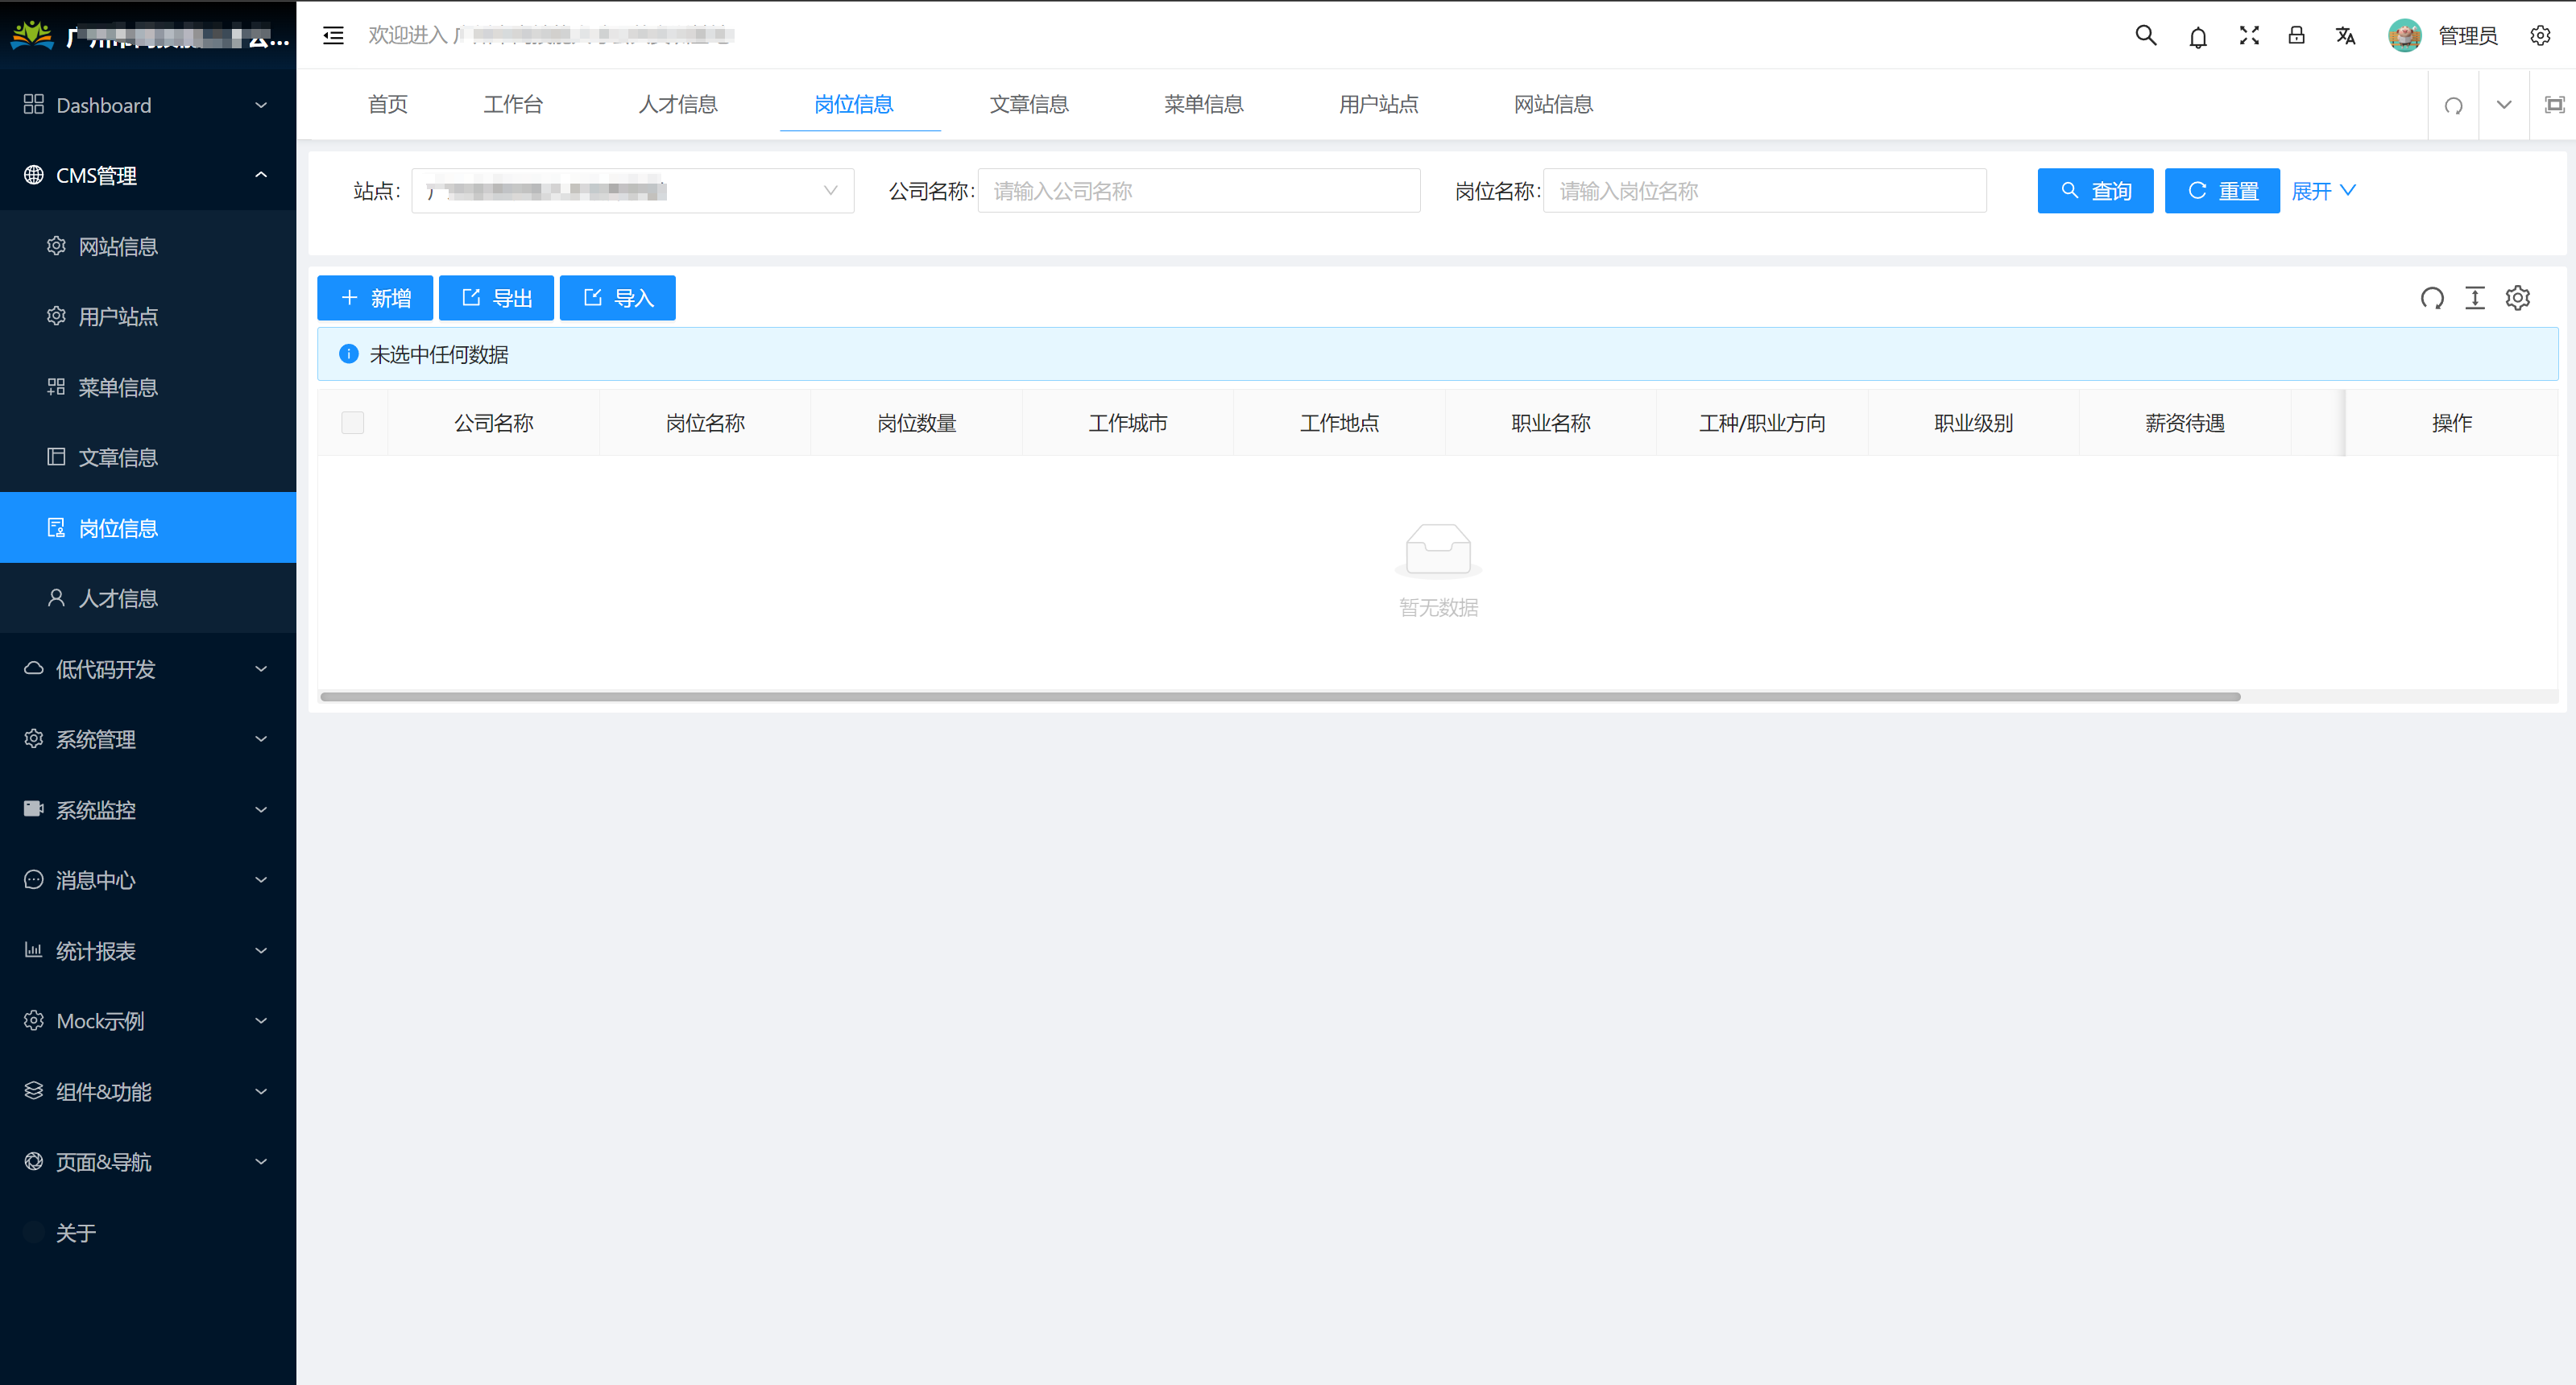 欢迎进入
管理员
首页 工作台 人才信息 岗位信息 文章信息 菜单信息 用户站点 网站信息
Dashboard
CMS管理
网站信息
用户站点
菜单信息
文章信息
岗位信息
人才信息
低代码开发
系统管理
系统监控
消息中心
统计报表
Mock示例
组件&功能
页面&导航
关于
站点: 公司名称: 请输入公司名称 岗位名称: 请输入岗位名称 查询 重置 展开
新增 导出 导入
未选中任何数据
公司名称 岗位名称 岗位数量 工作城市 工作地点 职业名称 工种/职业方向 职业级别 薪资待遇 操作
暂无数据